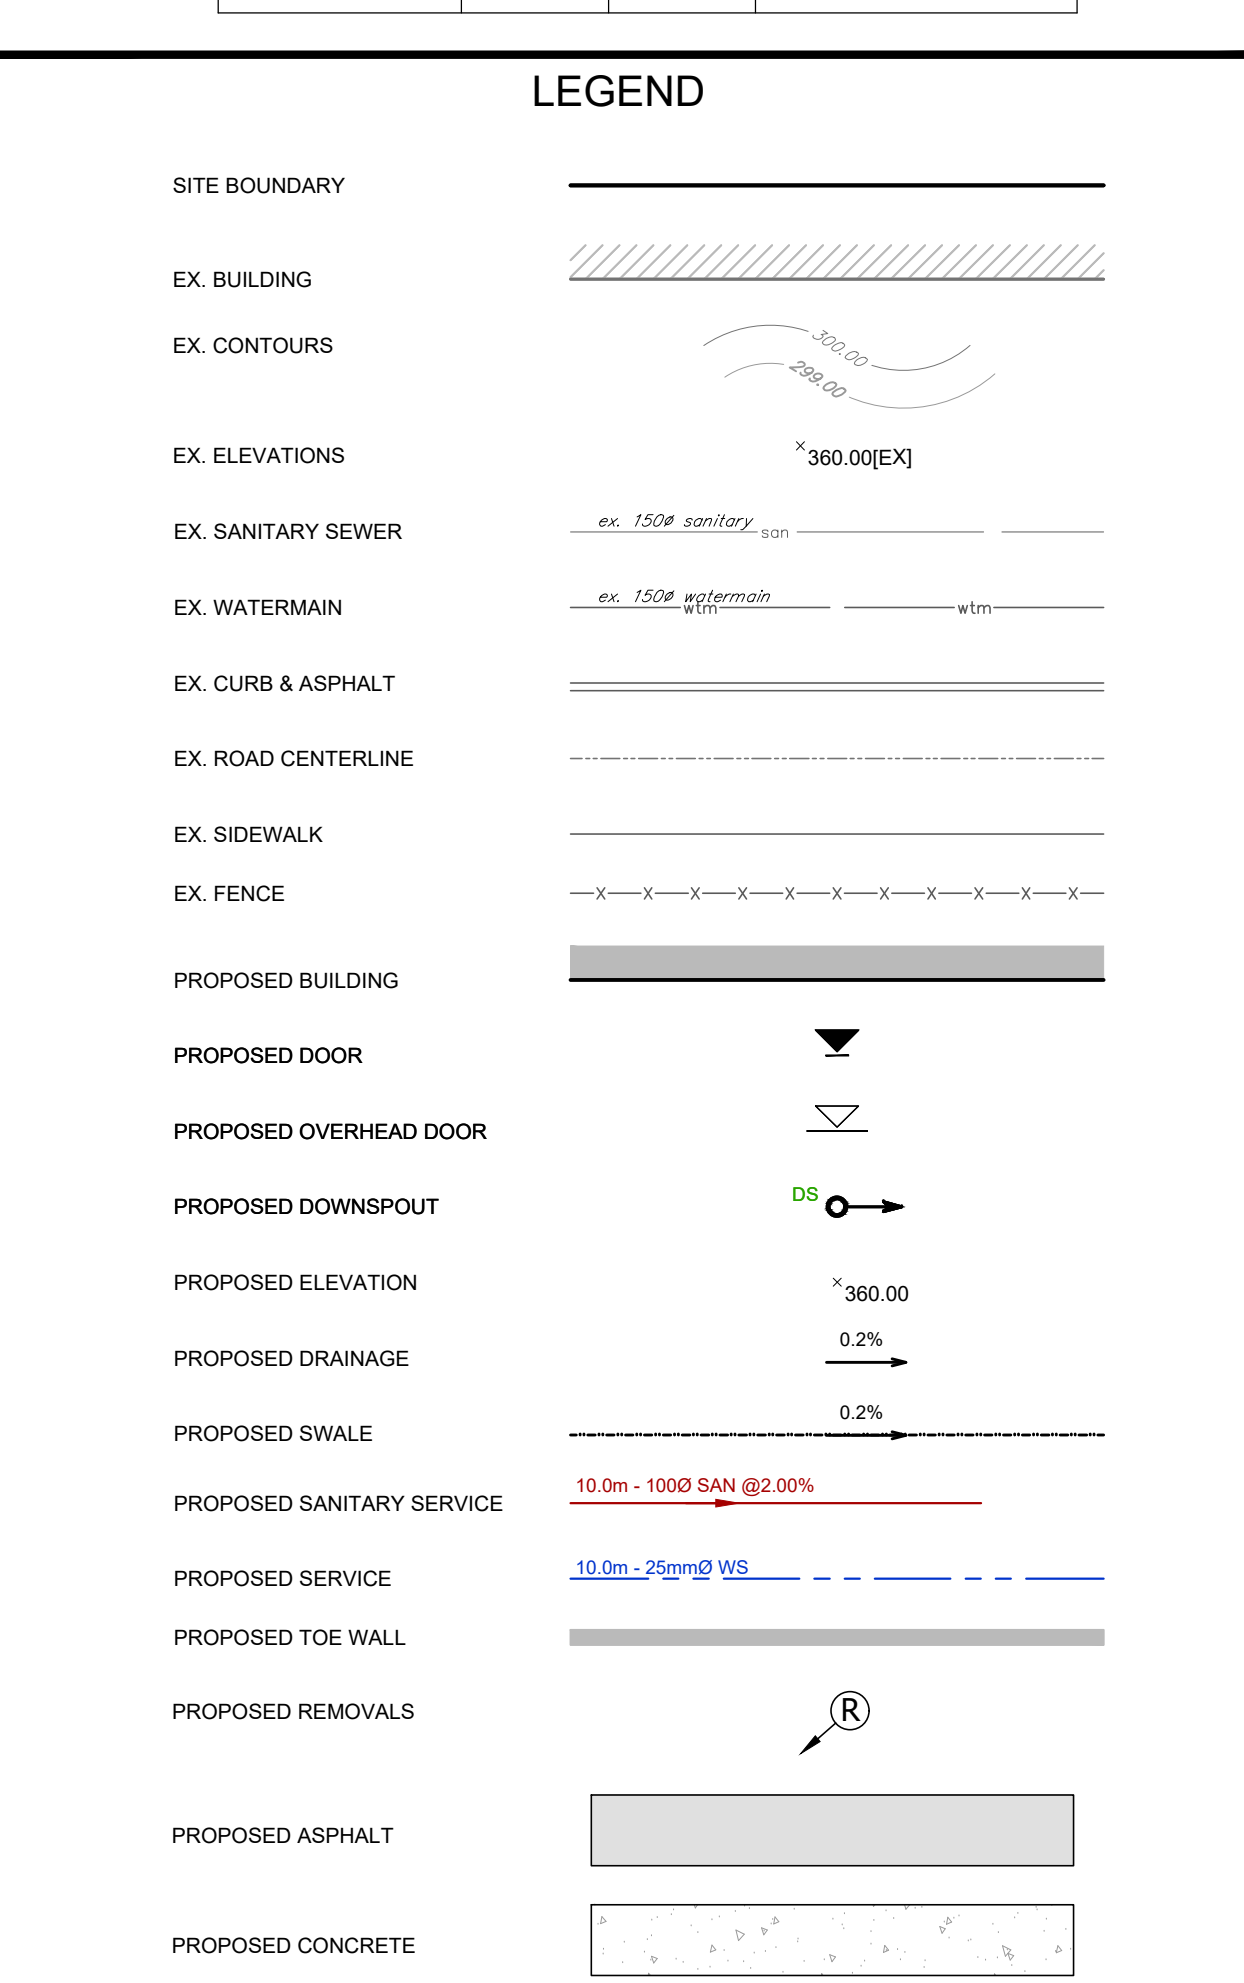 LEGEND
SITE BOUNDARY
EX. BUILDING
EX. CONTOURS
300.00
299.00
EX. ELEVATIONS
×360.00[EX]
EX. SANITARY SEWER
ex. 150ø sanitary
san
EX. WATERMAIN
ex. 150ø watermain
wtm wtm
EX. CURB & ASPHALT
EX. ROAD CENTERLINE
EX. SIDEWALK
EX. FENCE
X X X X X X X X X X X
PROPOSED BUILDING
PROPOSED DOOR
PROPOSED OVERHEAD DOOR
PROPOSED DOWNSPOUT
DS
PROPOSED ELEVATION
×360.00
PROPOSED DRAINAGE
0.2%
PROPOSED SWALE
0.2%
PROPOSED SANITARY SERVICE
10.0m - 100Ø SAN @2.00%
PROPOSED SERVICE
10.0m - 25mmØ WS
PROPOSED TOE WALL
PROPOSED REMOVALS
R
PROPOSED ASPHALT
PROPOSED CONCRETE